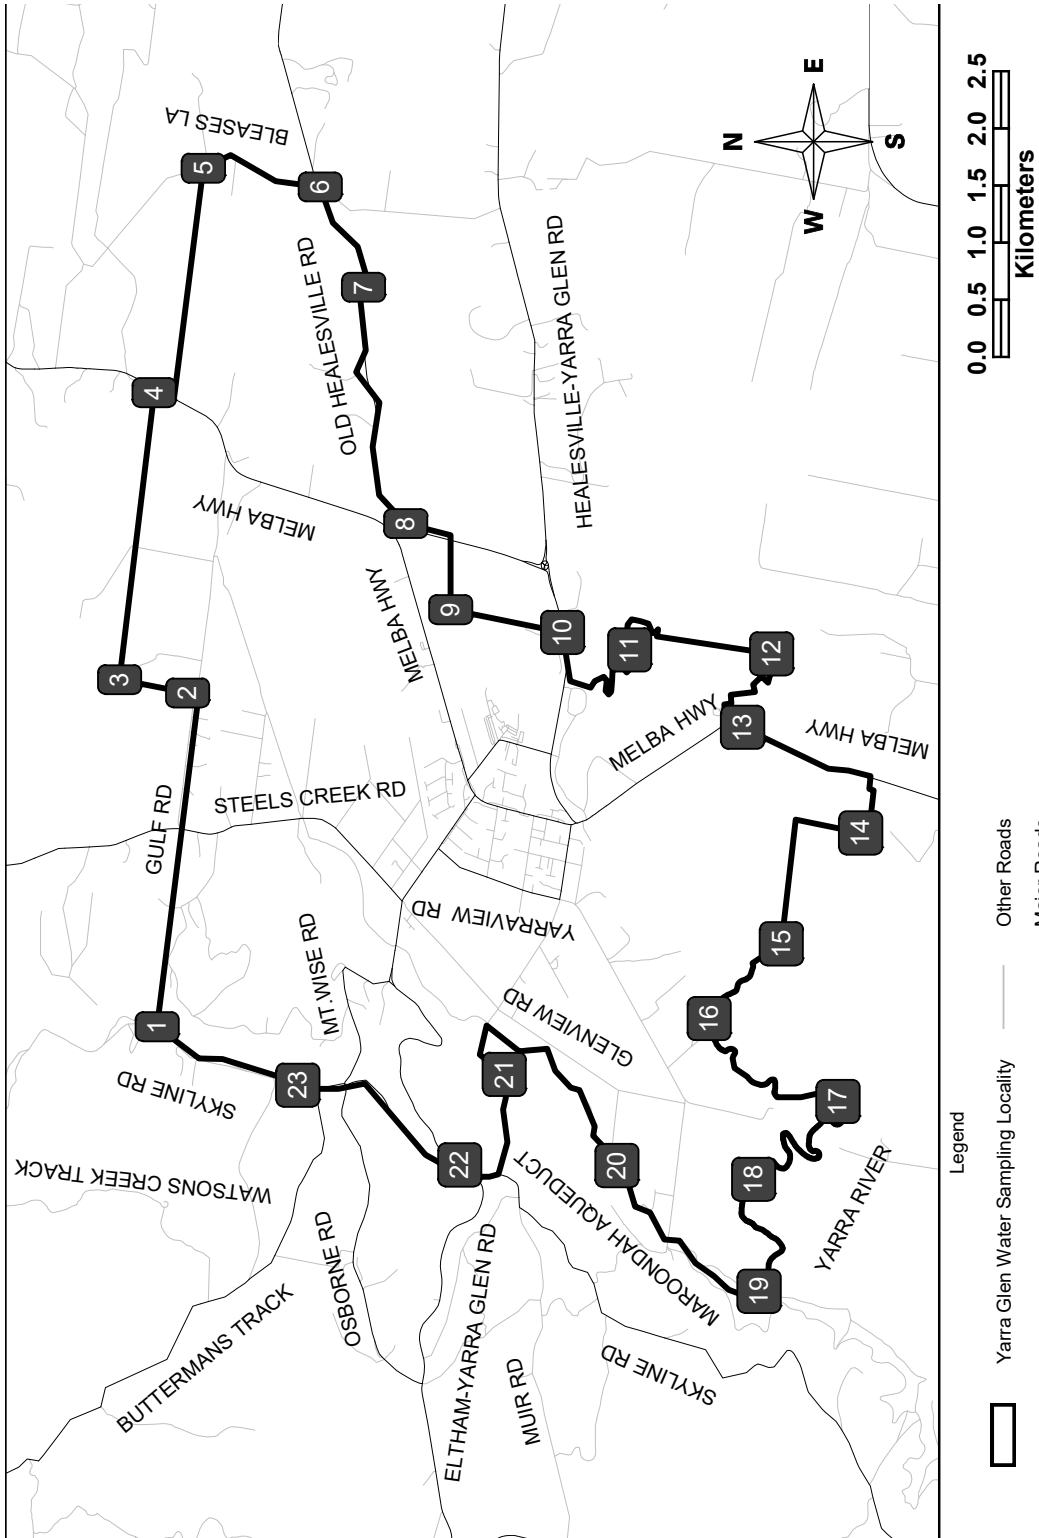 BLEASES LA
5
6
4
7
OLD HEALESVILLE RD
HEALESVILLE-YARRA GLEN RD
MELBA HWY
8
MELBA HWY
9
10
3
2
11
12
MELBA HWY
13
MELBA HWY
GULF RD
STEELS CREEK RD
14
YARRAVIEW RD
15
1
MT.WISE RD
16
GLENVIEW RD
SKYLINE RD
23
21
17
WATSONS CREEK TRACK
22
20
18
MAROONDAH AQUEDUCT
YARRA RIVER
19
OSBORNE RD
ELTHAM-YARRA GLEN RD
BUTTERMANS TRACK
MUIR RD
SKYLINE RD
N
E
S
W
0.0 0.5 1.0 1.5 2.0 2.5
Kilometers
Legend
Yarra Glen Water Sampling Locality
Other Roads